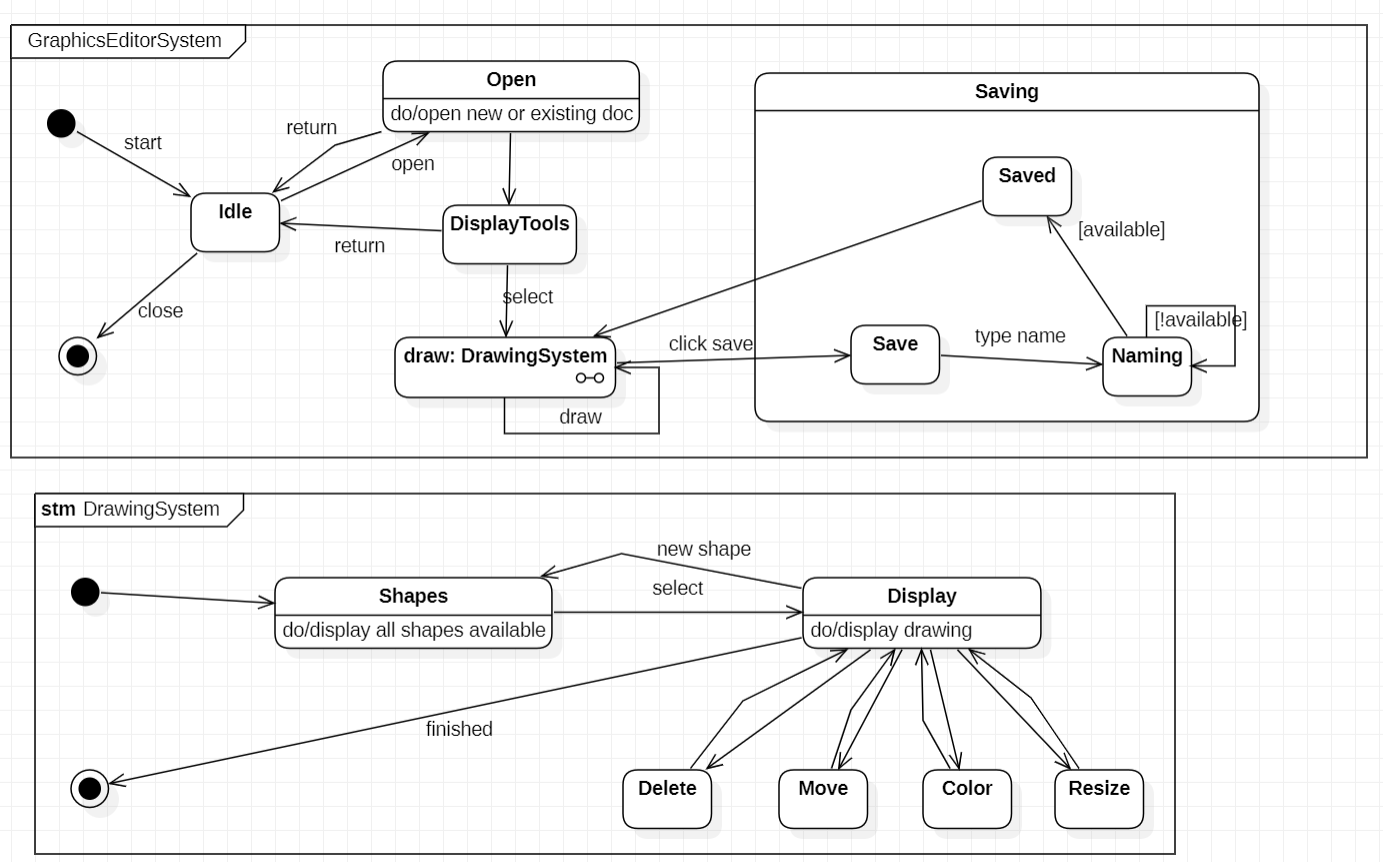 GraphicsEditorSystem
Open
do/open new or existing doc
Saving
start
return
open
Idle
DisplayTools
Saved
return
[available]
close
select
draw: DrawingSystem
click save
Save
type name
[!available]
Naming
draw
stm DrawingSystem
new shape
Shapes
do/display all shapes available
select
Display
do/display drawing
finished
Delete
Move
Color
Resize